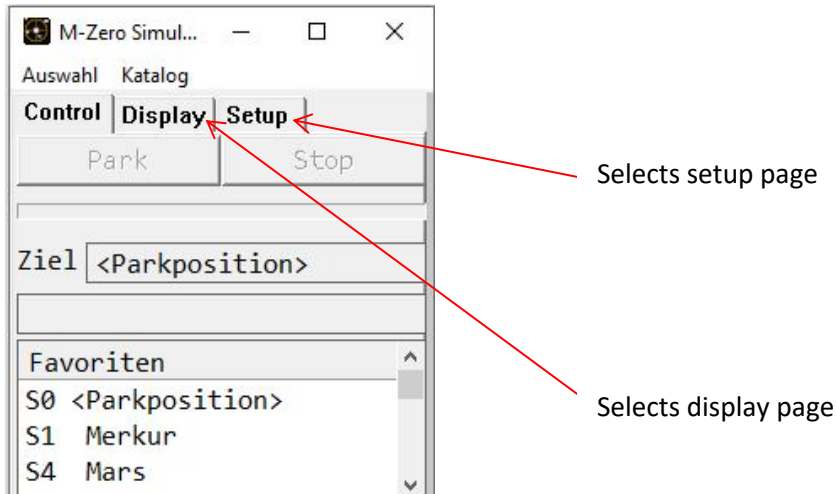 M-Zero Simul...
Auswahl Katalog
Control Display Setup
Park Stop
Selects setup page
Ziel <Parkposition>
Favoriten
S0 <Parkposition>
S1 Merkur
Selects display page
S4 Mars